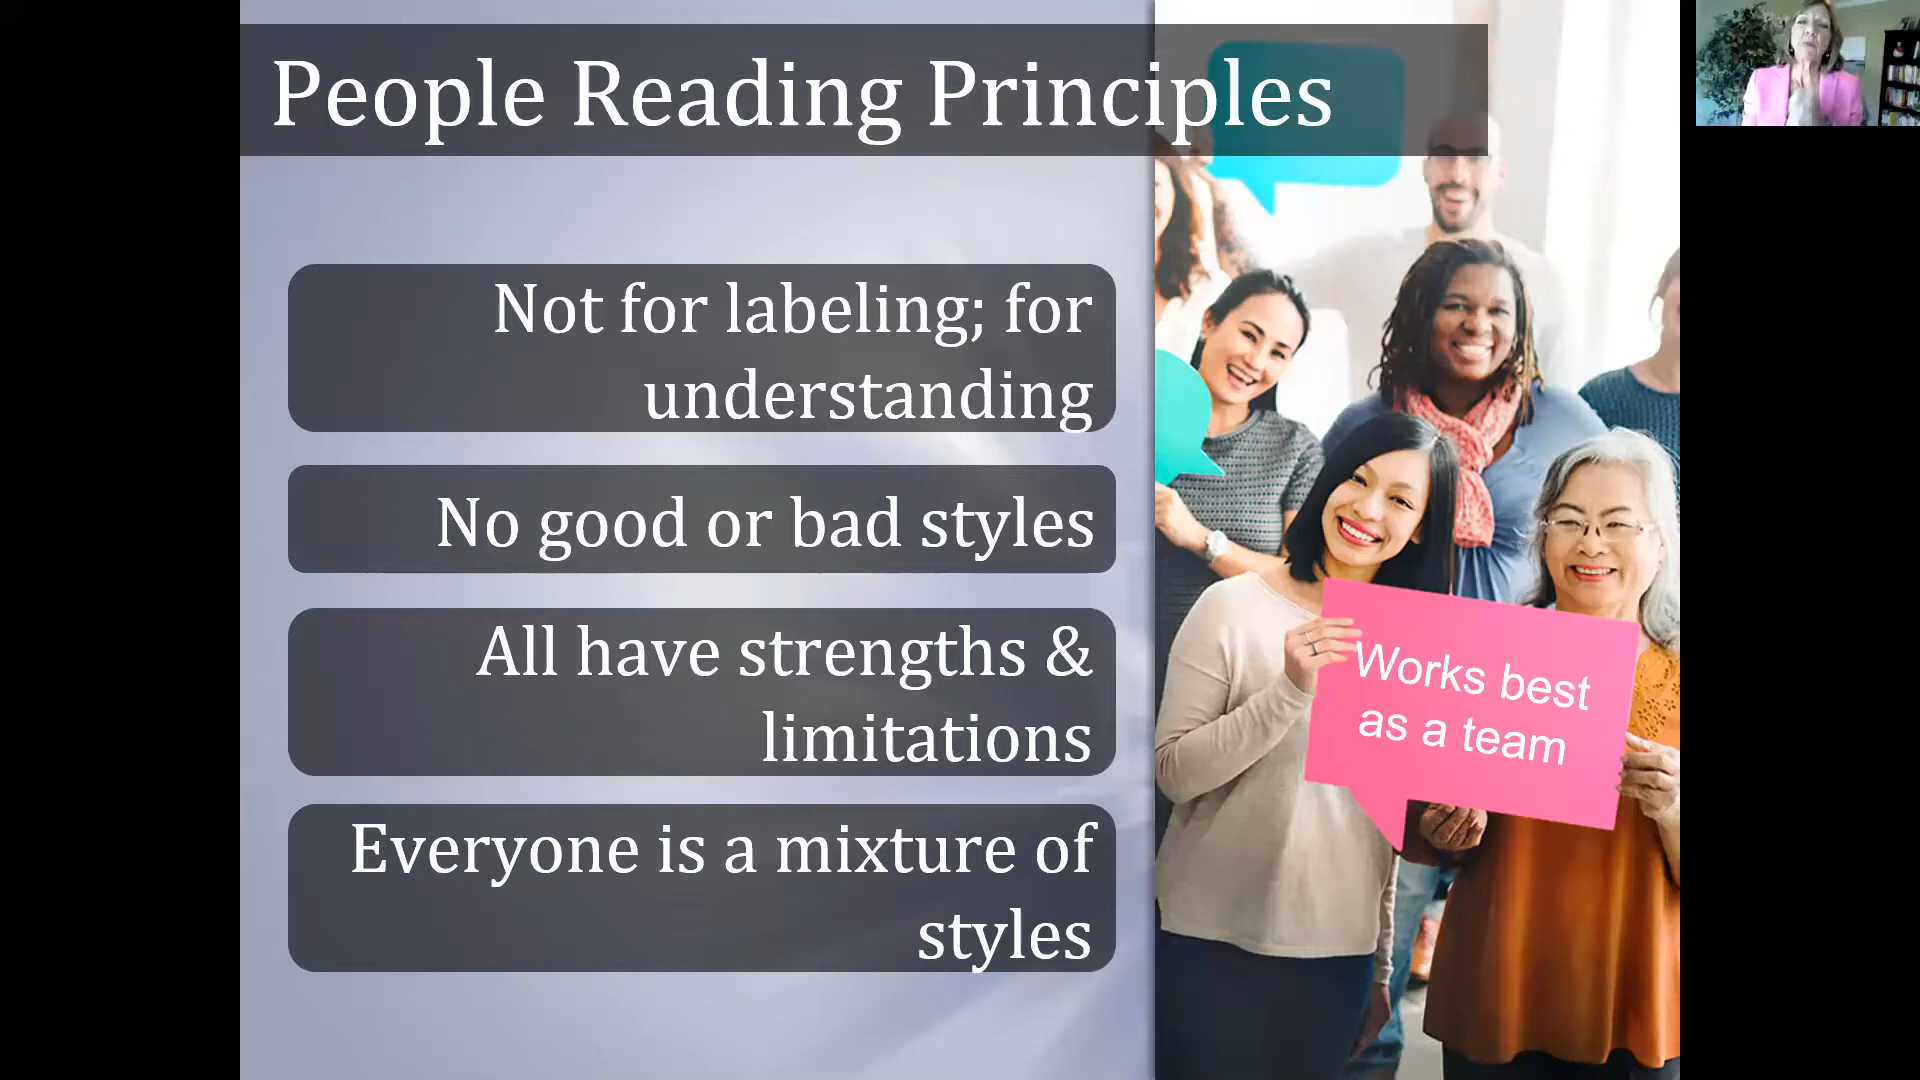 People Reading Principles
Not for labeling; for
understanding
No good or bad styles
All have strengths &
limitations
Everyone is a mixture of
styles
Works best
as a team